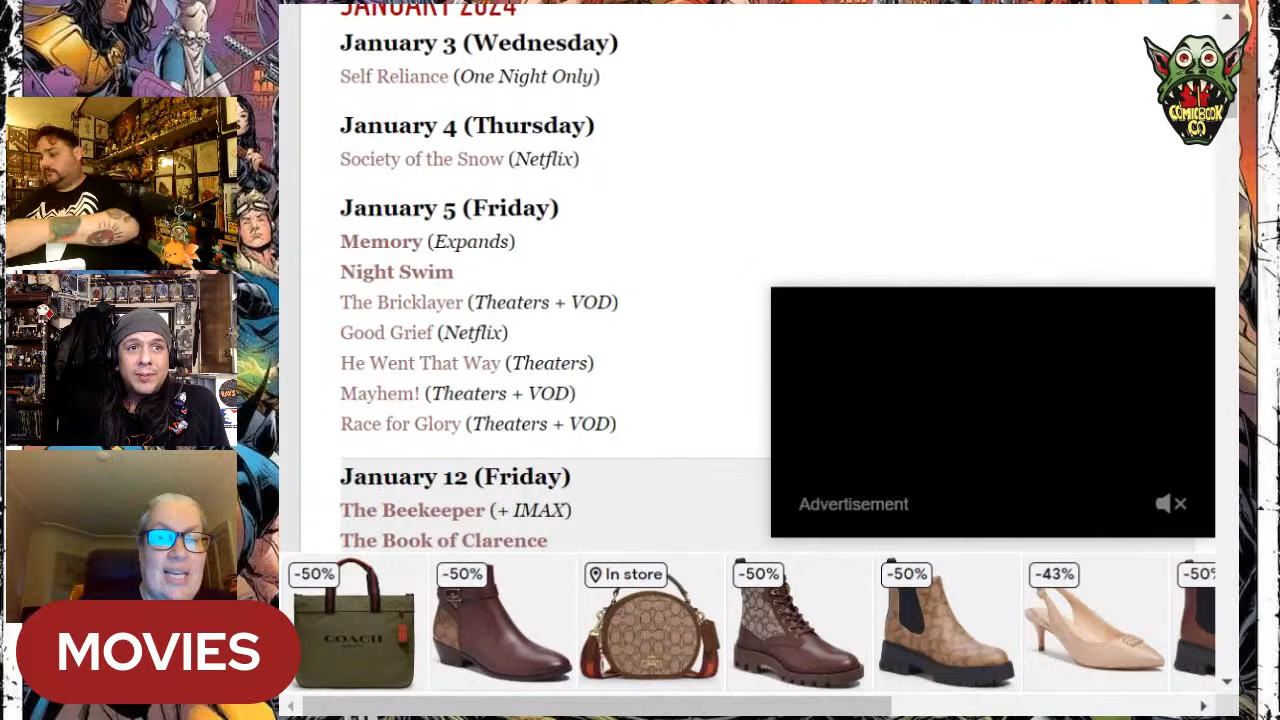 JANUARY 2024
January 3 (Wednesday)
Self Reliance (One Night Only)
January 4 (Thursday)
Society of the Snow (Netflix)
January 5 (Friday)
Memory (Expands)
Night Swim
The Bricklayer (Theaters + VOD)
Good Grief (Netflix)
He Went That Way (Theaters)
Mayhem! (Theaters + VOD)
Race for Glory (Theaters + VOD)
January 12 (Friday)
The Beekeeper (+ IMAX)
The Book of Clarence
Advertisement
COMICBOOK
CO
-50%
-50%
In store
-50%
-50%
-43%
-50%
COACH
MOVIES